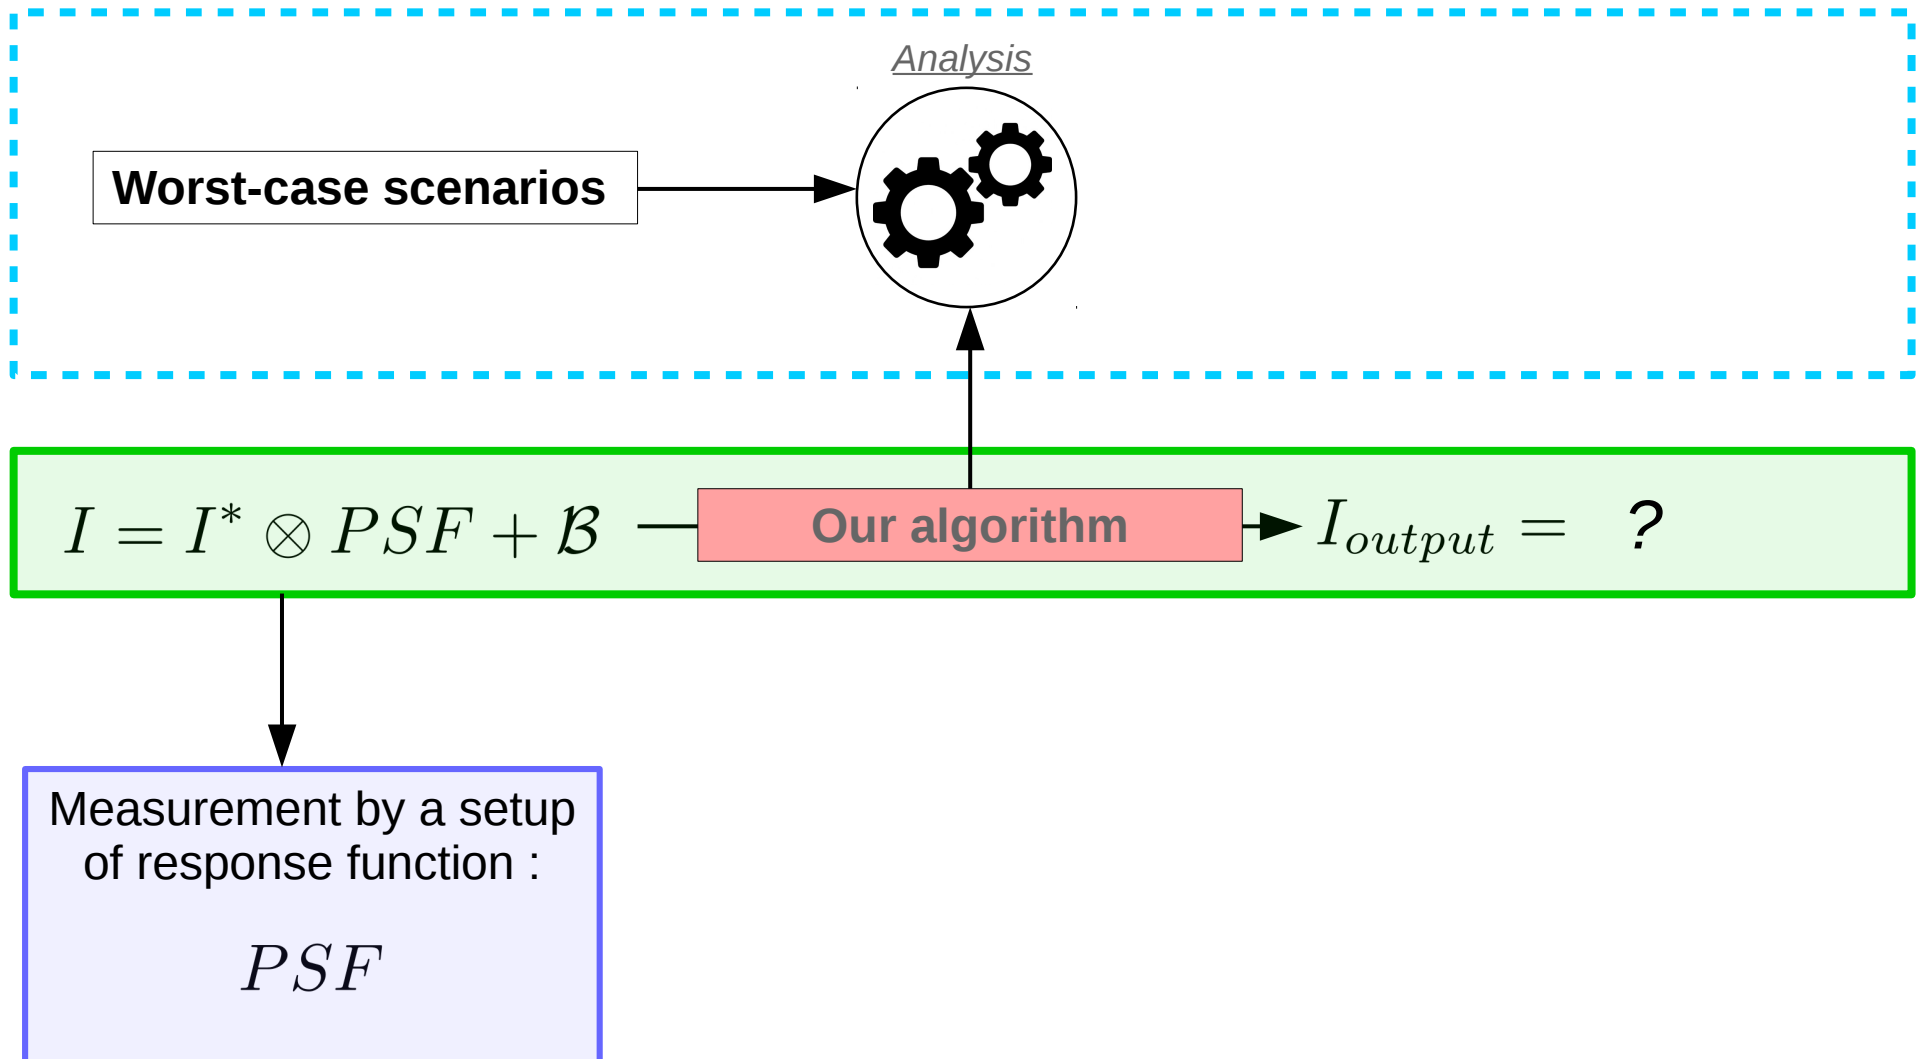 Analysis
Worst-case scenarios
I = I* ⊗ PSF + ℬ
Our algorithm
I_output = ?
Measurement by a setup
of response function :
PSF